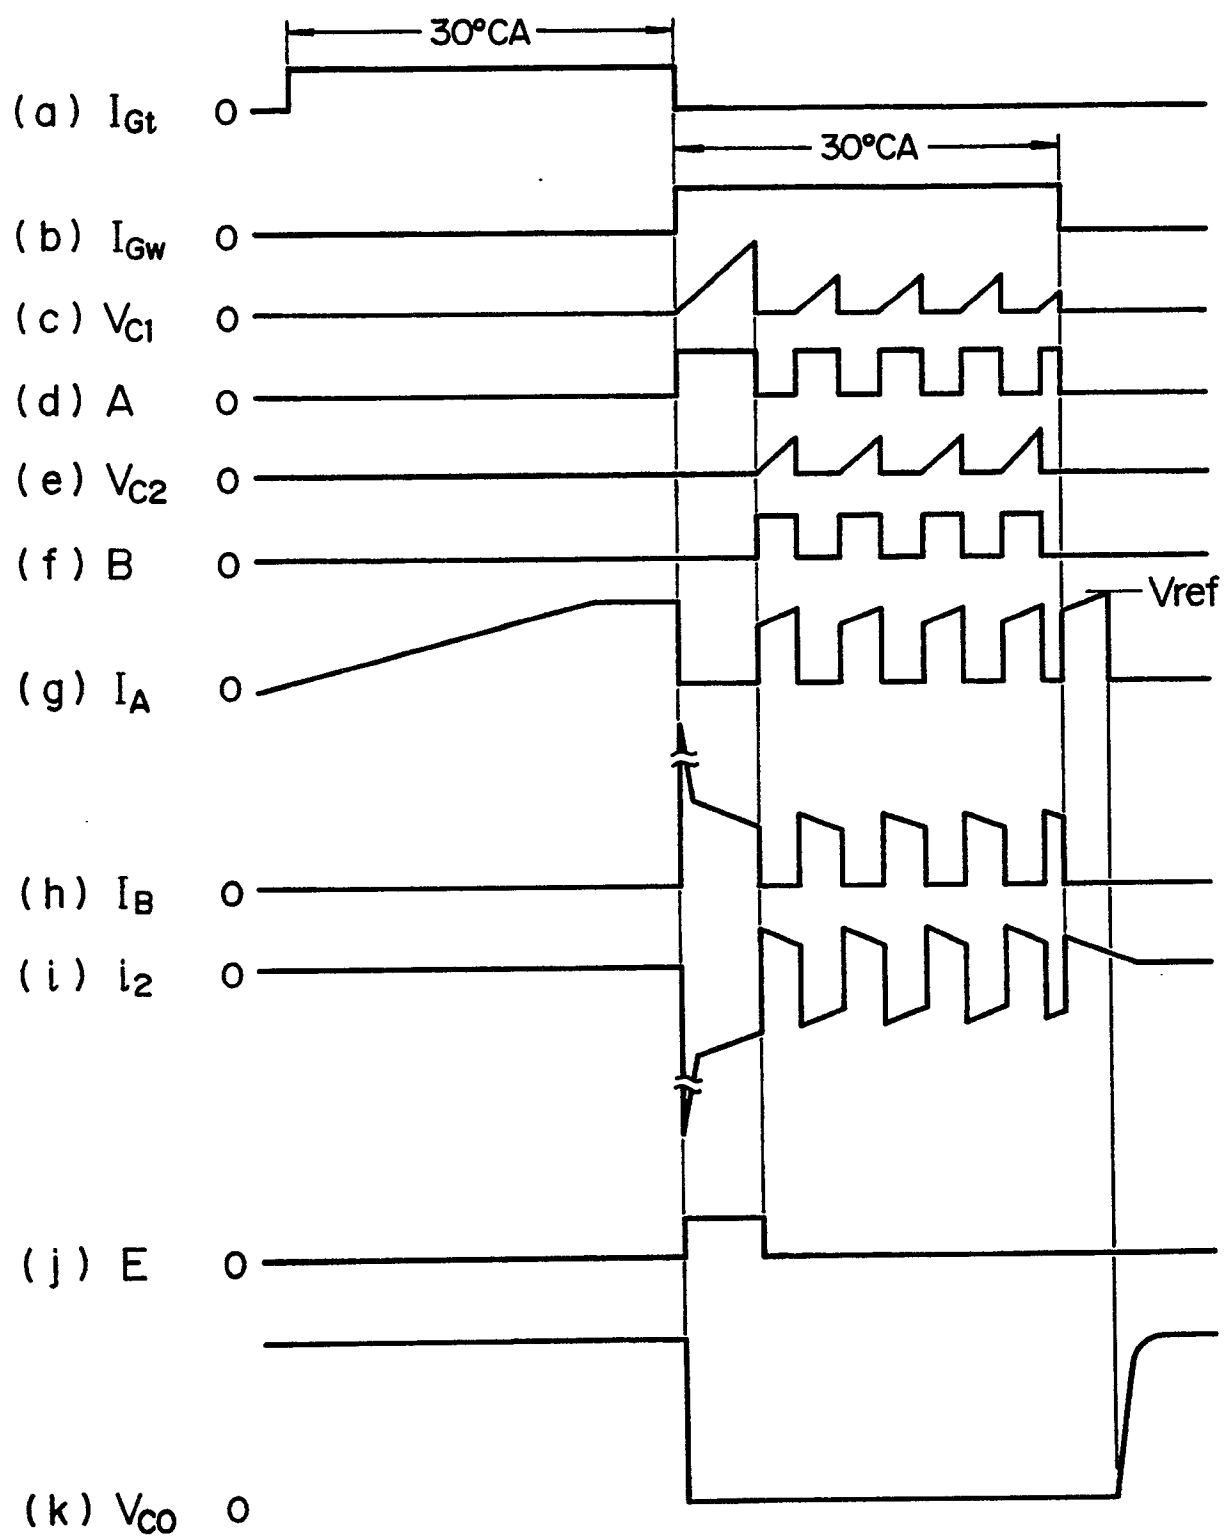 30°CA
(a) IGt 0
30°CA
(b) IGw 0
(c) VC1 0
(d) A 0
(e) VC2 0
(f) B 0
Vref
(g) IA 0
(h) IB 0
(i) i2 0
(j) E 0
(k) VCO 0